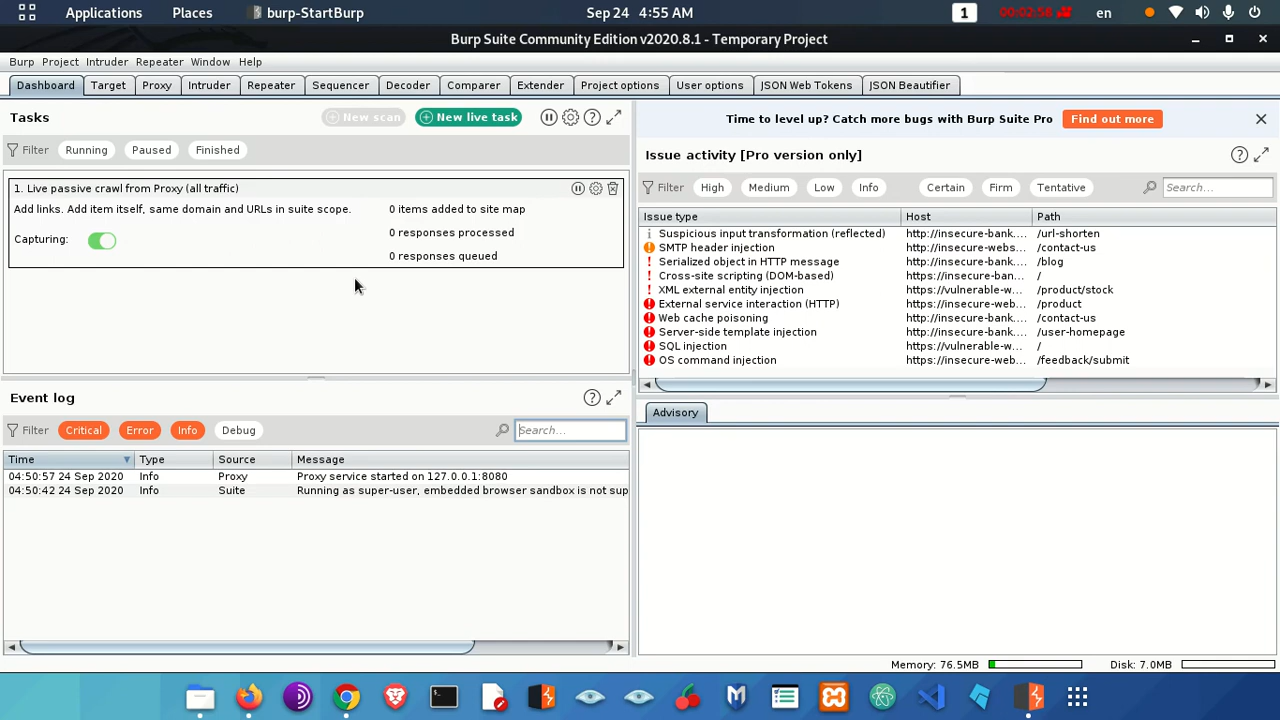 Applications Places burp-StartBurp Sep 24 4:55 AM 1 00:02:58 en
Burp Suite Community Edition v2020.8.1 - Temporary Project
Burp Project Intruder Repeater Window Help
Dashboard Target Proxy Intruder Repeater Sequencer Decoder Comparer Extender Project options User options JSON Web Tokens JSON Beautifier
Tasks New scan New live task
Filter Running Paused Finished
1. Live passive crawl from Proxy (all traffic)
Add links. Add item itself, same domain and URLs in suite scope. 0 items added to site map
0 responses processed
Capturing:
0 responses queued
Event log
Filter Critical Error Info Debug Search...
Time Type Source Message
04:50:57 24 Sep 2020 Info Proxy Proxy service started on 127.0.0.1:8080
04:50:42 24 Sep 2020 Info Suite Running as super-user, embedded browser sandbox is not sup
Time to level up? Catch more bugs with Burp Suite Pro Find out more
Issue activity [Pro version only]
Filter High Medium Low Info Certain Firm Tentative Search...
Issue type Host Path
Suspicious input transformation (reflected) http://insecure-bank.... /url-shorten
SMTP header injection http://insecure-webs... /contact-us
Serialized object in HTTP message http://insecure-bank.... /blog
Cross-site scripting (DOM-based) http://insecure-ban... /
XML external entity injection https://vulnerable-w... /product/stock
External service interaction (HTTP) http://insecure-web... /product
Web cache poisoning http://insecure-bank.... /contact-us
Server-side template injection http://insecure-bank.... /user-homepage
SQL injection https://vulnerable-w... /
OS command injection https://insecure-web... /feedback/submit
Advisory
Memory: 76.5MB Disk: 7.0MB